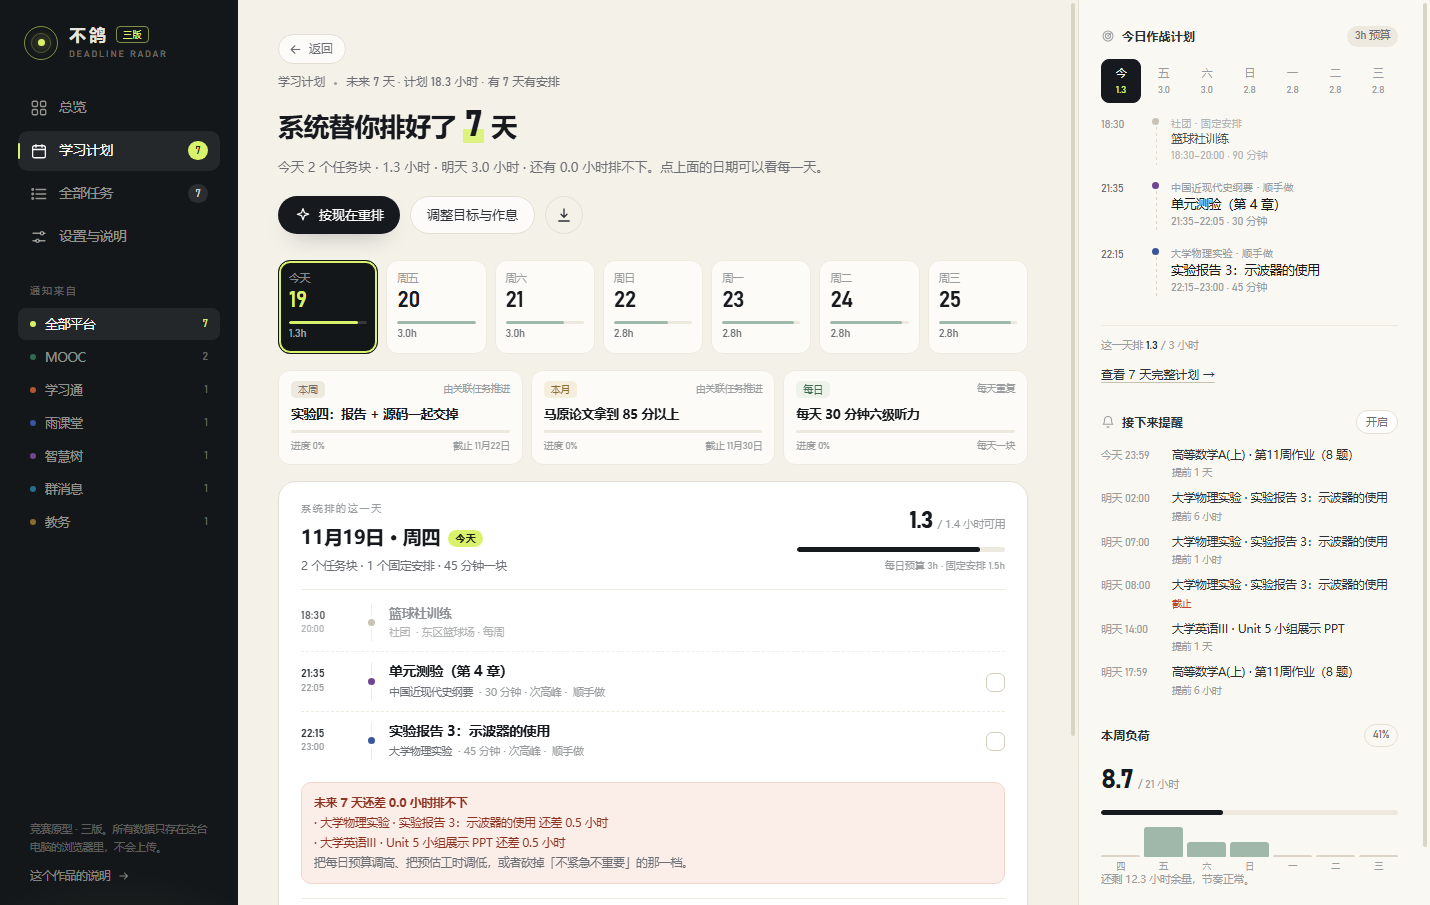 不鸽 三版
DEADLINE RADAR
总览
学习计划 7
全部任务 7
设置与说明
通知来自
全部平台 7
MOOC 2
学习通 1
雨课堂 1
智慧树 1
群消息 1
教务 1
竞赛原型 · 三版。所有数据只存在这台
电脑的浏览器里，不会上传。
这个作品的说明 →
← 返回
学习计划 • 未来 7 天 · 计划 18.3 小时 · 有 7 天有安排
系统替你排好了 7 天
今天 2 个任务块 · 1.3 小时 · 明天 3.0 小时 · 还有 0.0 小时排不下。点上面的日期可以看每一天。
按现在重排 调整目标与作息
今天 周五 周六 周日 周一 周二 周三
19 20 21 22 23 24 25
1.3h 3.0h 3.0h 2.8h 2.8h 2.8h 2.8h
本周 由关联任务推进
实验四：报告 + 源码一起交掉
进度 0% 截止 11月22日
本月 由关联任务推进
马原论文拿到 85 分以上
进度 0% 截止 11月30日
每日 每天重复
每天 30 分钟六级听力
进度 0% 每天一块
系统排的这一天
11月19日 • 周四 今天
2 个任务块 · 1 个固定安排 · 45 分钟一块
1.3 / 1.4 小时可用
每日预算 3h · 固定安排 1.5h
18:30 篮球社训练
20:00 社团 · 东区篮球场 · 每周
21:35 单元测验（第 4 章）
22:05 中国近现代史纲要 · 30 分钟 · 次高峰 · 顺手做
22:15 实验报告 3：示波器的使用
23:00 大学物理实验 · 45 分钟 · 次高峰 · 顺手做
未来 7 天还差 0.0 小时排不下
· 大学物理实验 · 实验报告 3：示波器的使用 还差 0.5 小时
· 大学英语III · Unit 5 小组展示 PPT 还差 0.5 小时
把每日预算调高、把预估工时调低，或者砍掉「不紧急不重要」的那一档。
今日作战计划 3h 预算
今 五 六 日 一 二 三
1.3 3.0 3.0 2.8 2.8 2.8 2.8
18:30 社团 · 固定安排
篮球社训练
18:30–20:00 · 90 分钟
21:35 中国近现代史纲要 · 顺手做
单元测验（第 4 章）
21:35–22:05 · 30 分钟
22:15 大学物理实验 · 顺手做
实验报告 3：示波器的使用
22:15–23:00 · 45 分钟
这一天排 1.3 / 3 小时
查看 7 天完整计划 →
接下来提醒 开启
今天 23:59 高等数学A(上) · 第11周作业（8 题）
提前 1 天
明天 02:00 大学物理实验 · 实验报告 3：示波器的使用
提前 6 小时
明天 07:00 大学物理实验 · 实验报告 3：示波器的使用
提前 1 小时
明天 08:00 大学物理实验 · 实验报告 3：示波器的使用
截止
明天 14:00 大学英语III · Unit 5 小组展示 PPT
提前 1 天
明天 17:59 高等数学A(上) · 第11周作业（8 题）
提前 6 小时
本周负荷 41%
8.7 / 21 小时
四 五 六 日 一 二 三
还剩 12.3 小时余量，节奏正常。